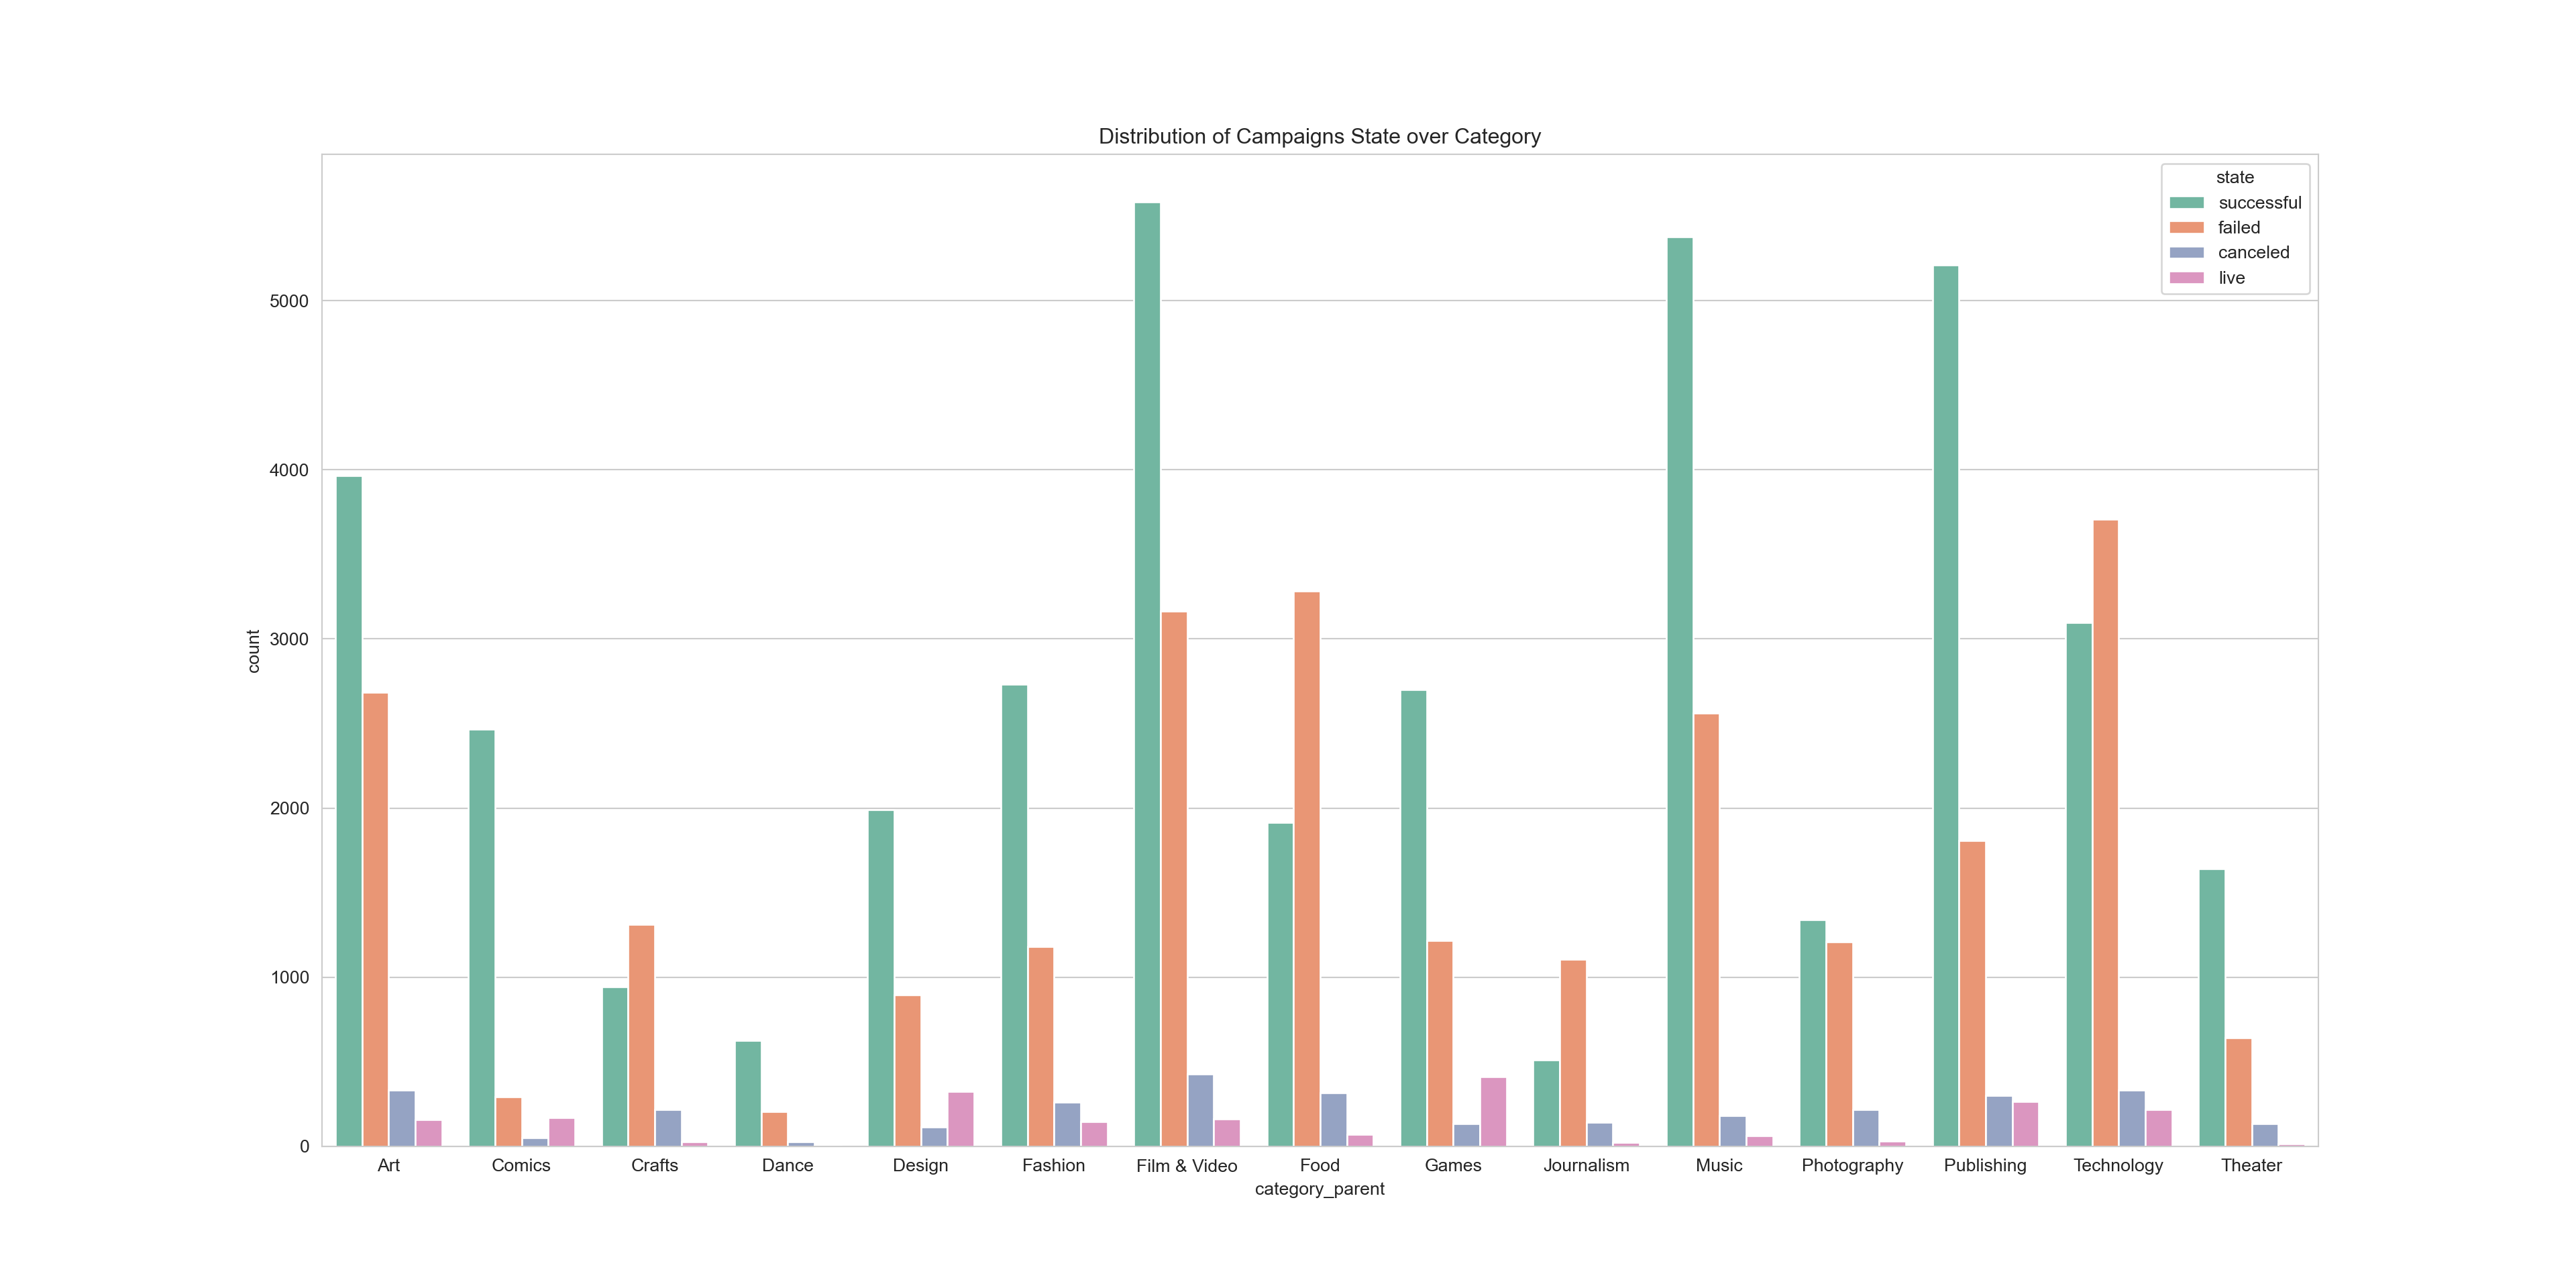 Distribution of Campaigns State over Category
state
successful
failed
canceled
live
5000
4000
3000
2000
1000
0
count
Art Comics Crafts Dance Design Fashion Film & Video Food Games Journalism Music Photography Publishing Technology Theater
category_parent